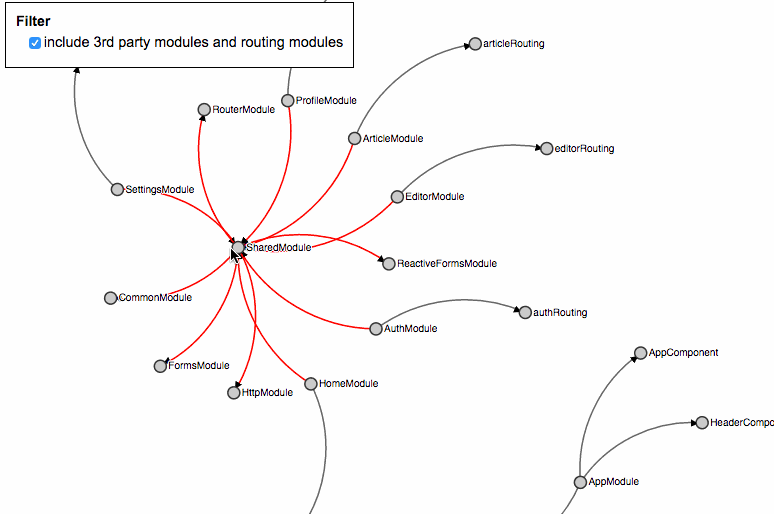 Filter
include 3rd party modules and routing modules
articleRouting
ProfileModule
RouterModule
ArticleModule
editorRouting
SettingsModule
EditorModule
SharedModule
ReactiveFormsModule
CommonModule
authRouting
AuthModule
AppComponent
FormsModule
HomeModule
HttpModule
HeaderCompo
AppModule